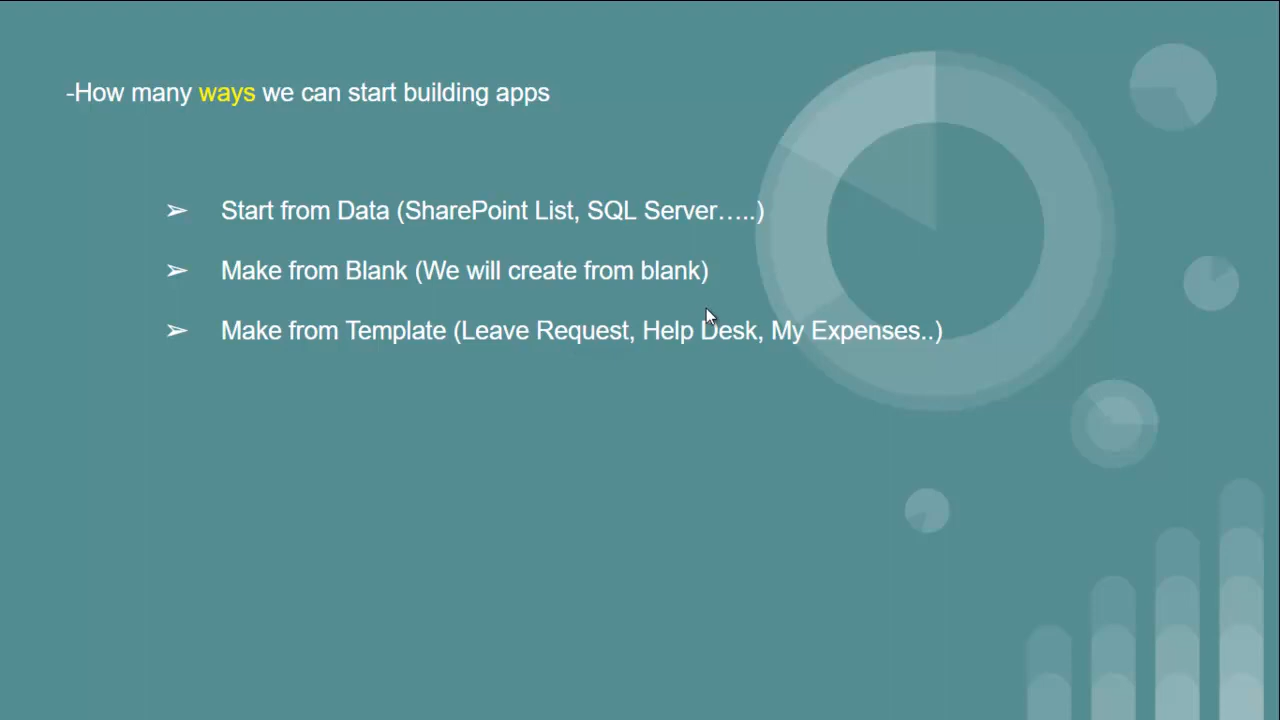 -How many ways we can start building apps
➢ Start from Data (SharePoint List, SQL Server…..)
➢ Make from Blank (We will create from blank)
➢ Make from Template (Leave Request, Help Desk, My Expenses..)